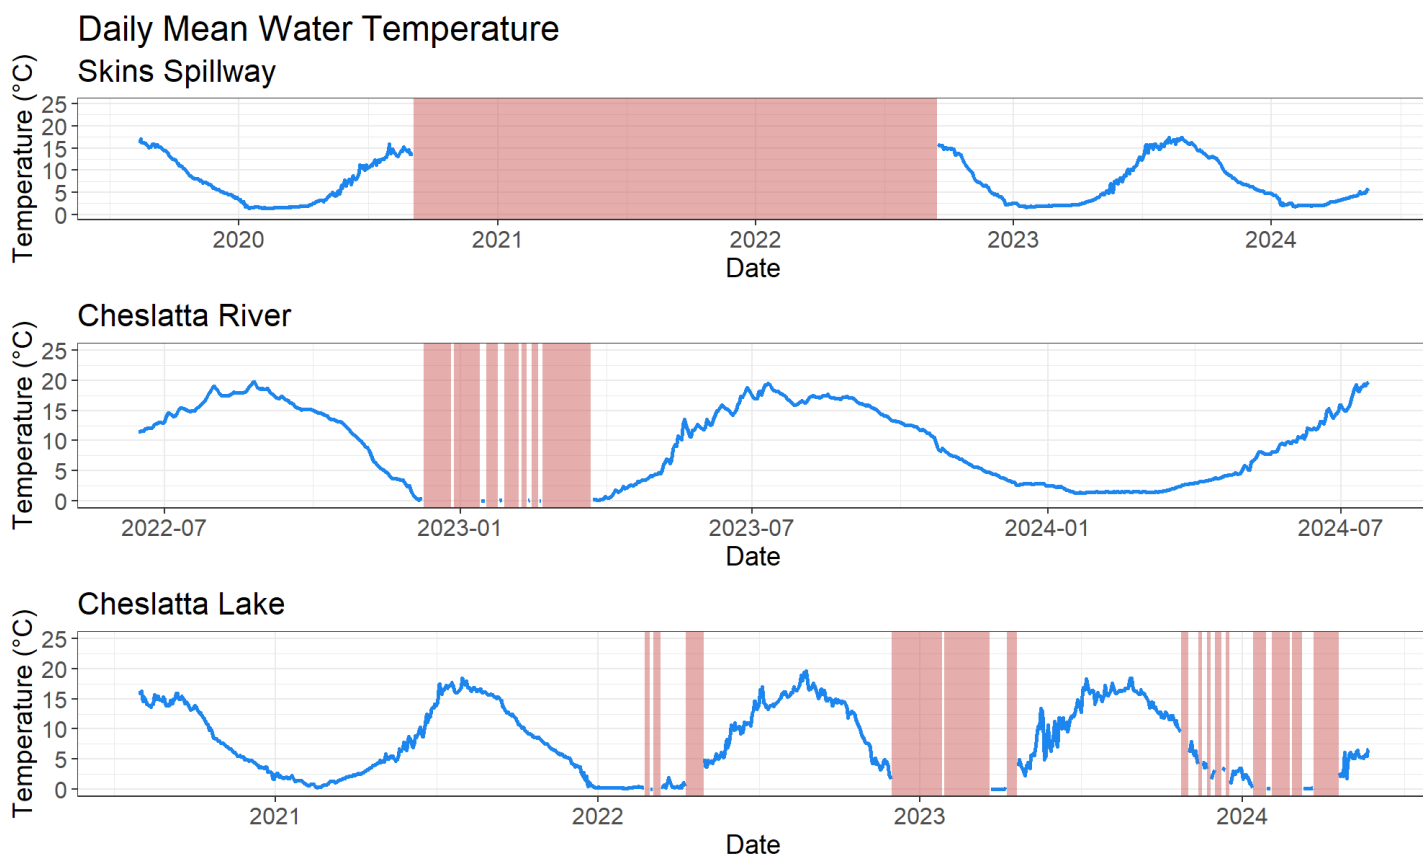 Daily Mean Water Temperature
Skins Spillway
Temperature (°C)
25
20
15
10
5
0
2020 2021 2022 2023 2024
Date
Cheslatta River
Temperature (°C)
25
20
15
10
5
0
2022-07 2023-01 2023-07 2024-01 2024-07
Date
Cheslatta Lake
Temperature (°C)
25
20
15
10
5
0
2021 2022 2023 2024
Date